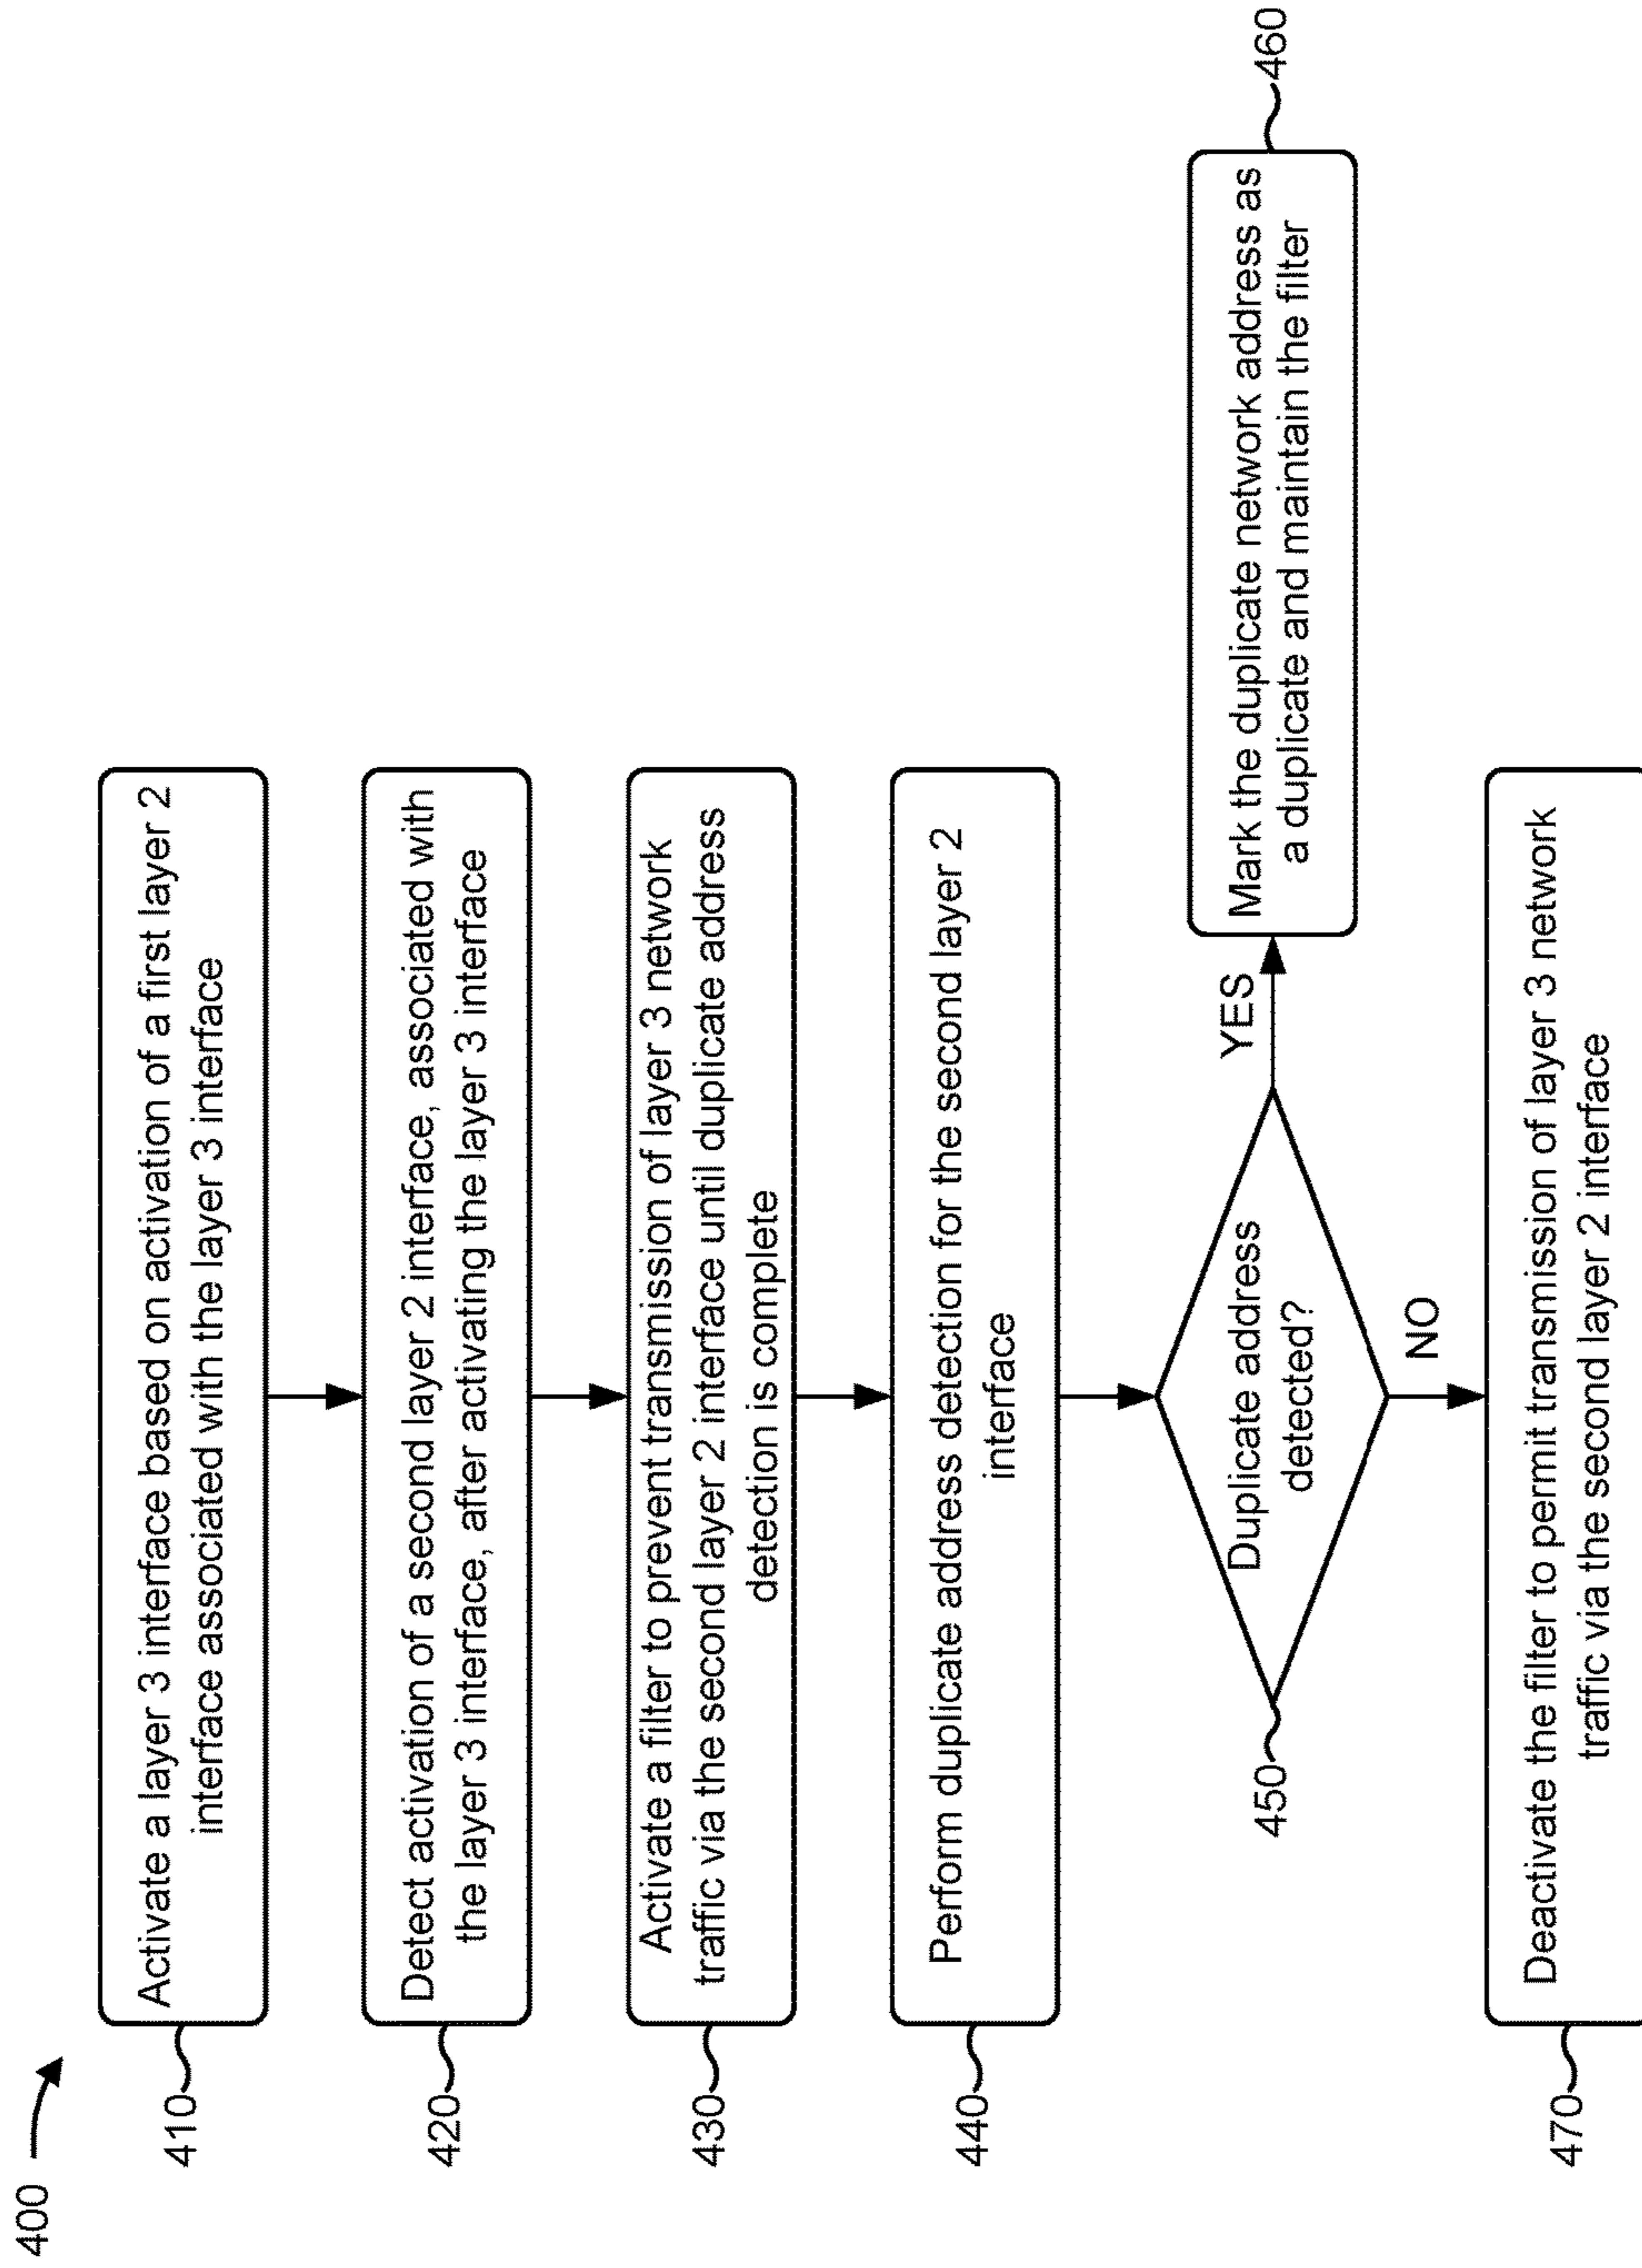 400
410
Activate a layer 3 interface based on activation of a first layer 2
interface associated with the layer 3 interface
420
Detect activation of a second layer 2 interface, associated with
the layer 3 interface, after activating the layer 3 interface
430
Activate a filter to prevent transmission of layer 3 network
traffic via the second layer 2 interface until duplicate address
detection is complete
440
Perform duplicate address detection for the second layer 2
interface
450
Duplicate address
detected?
YES
460
Mark the duplicate network address as
a duplicate and maintain the filter
NO
470
Deactivate the filter to permit transmission of layer 3 network
traffic via the second layer 2 interface